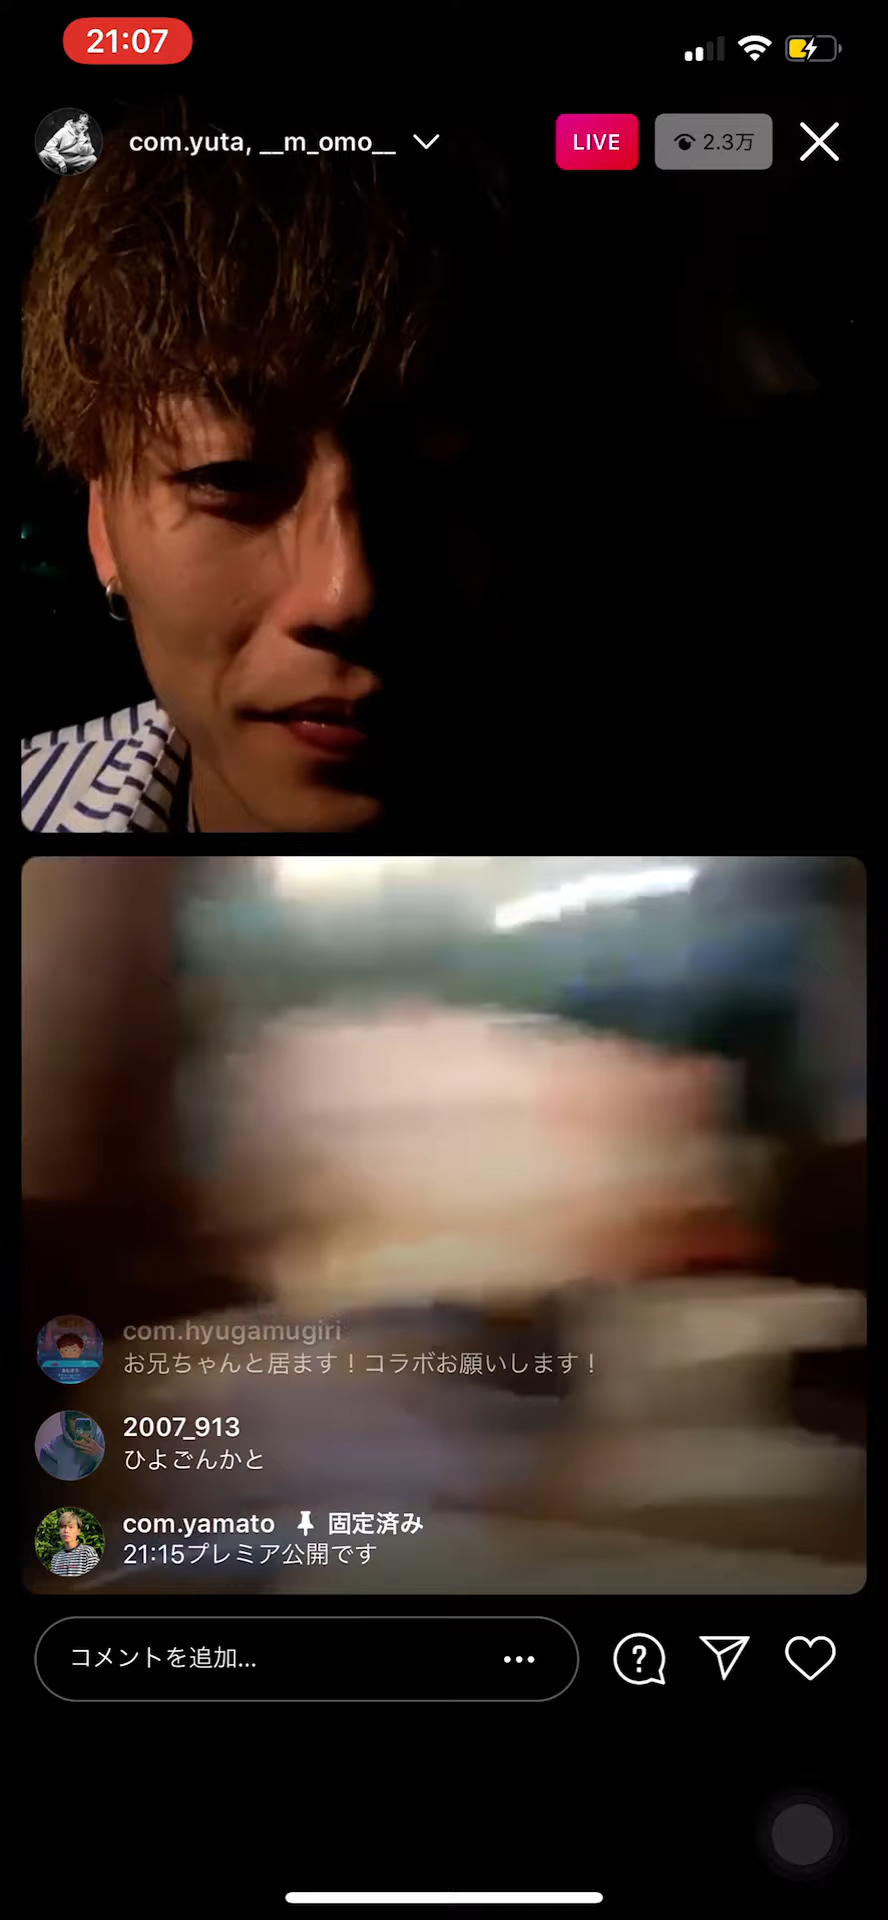 21:07
com.yuta, __m_omo__
LIVE
2.3万
com.hyugamugiri
お兄ちゃんと居ます！コラボお願いします！
2007_913
ひよごんかと
com.yamato 固定済み
21:15プレミア公開です
コメントを追加...